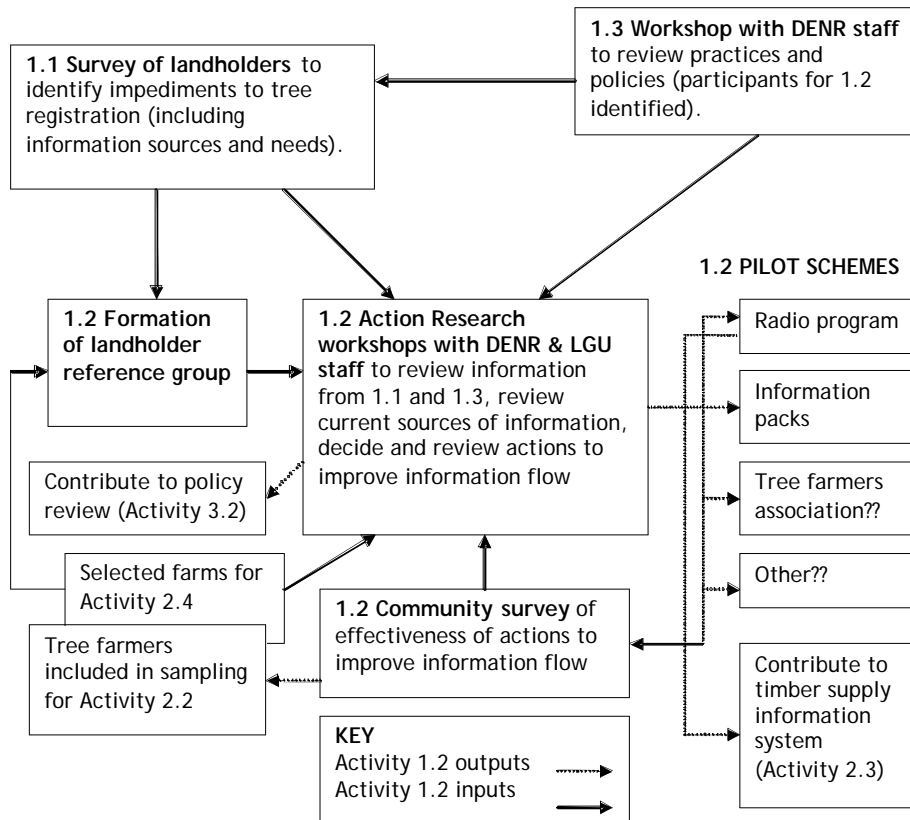 1.3 Workshop with DENR staff
to review practices and
policies (participants for 1.2
identified).
1.1 Survey of landholders to
identify impediments to tree
registration (including
information sources and needs).
1.2 PILOT SCHEMES
1.2 Formation
of landholder
reference group
1.2 Action Research
workshops with DENR & LGU
staff to review information
from 1.1 and 1.3, review
current sources of information,
decide and review actions to
improve information flow
Radio program
Information
packs
Tree farmers
association??
Other??
Contribute to
timber supply
information
system
(Activity 2.3)
Contribute to policy
review (Activity 3.2)
Selected farms for
Activity 2.4
Tree farmers
included in sampling
for Activity 2.2
1.2 Community survey of
effectiveness of actions to
improve information flow
KEY
Activity 1.2 outputs
Activity 1.2 inputs